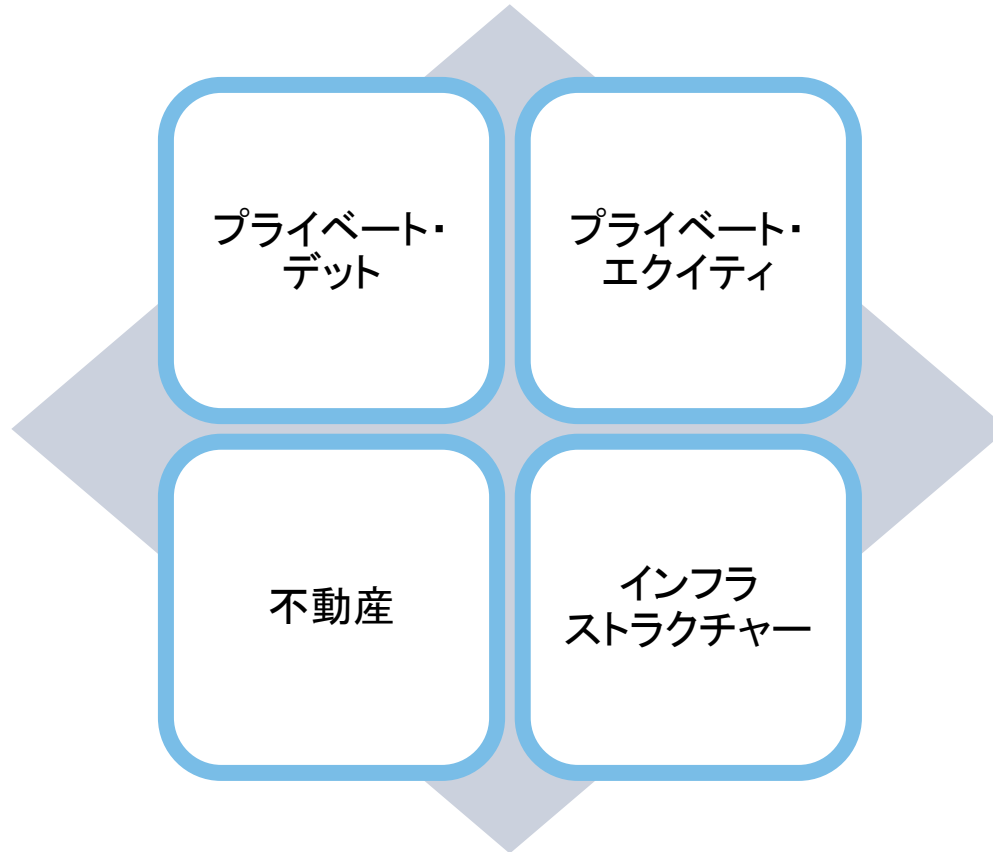 プライベート・
デット
プライベート・
エクイティ
不動産
インフラ
ストラクチャー